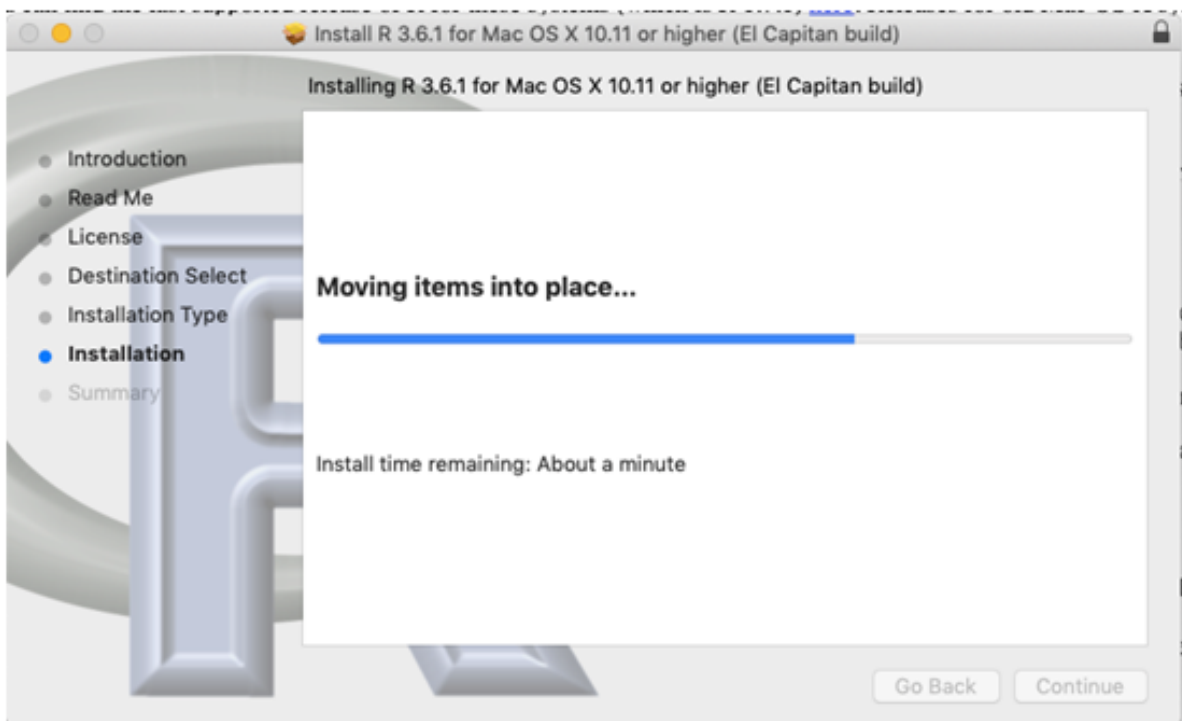 Install R 3.6.1 for Mac OS X 10.11 or higher (El Capitan build)
Installing R 3.6.1 for Mac OS X 10.11 or higher (El Capitan build)
Introduction
Read Me
License
Destination Select
Installation Type
Installation
Summary
Moving items into place...
Install time remaining: About a minute
Go Back
Continue